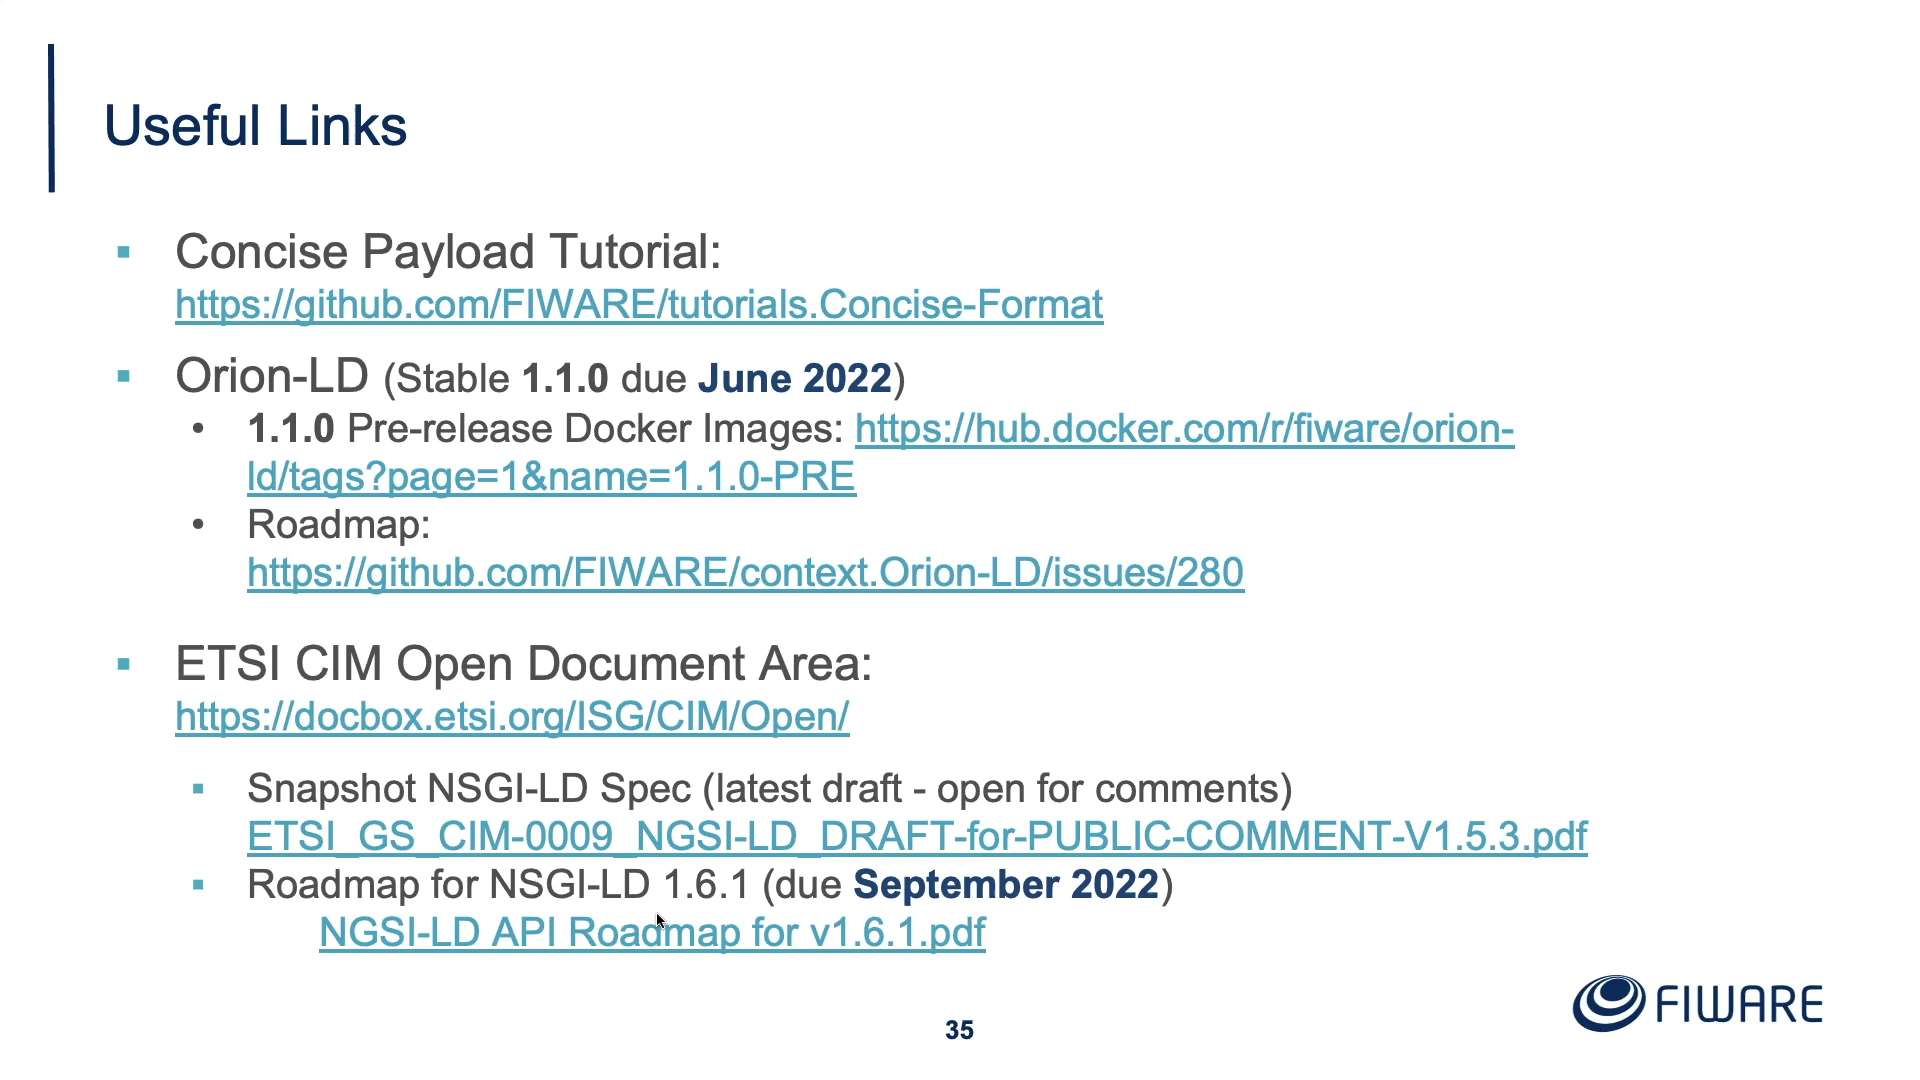 Useful Links
▪ Concise Payload Tutorial:
https://github.com/FIWARE/tutorials.Concise-Format
▪ Orion-LD (Stable 1.1.0 due June 2022)
• 1.1.0 Pre-release Docker Images: https://hub.docker.com/r/fiware/orion-
ld/tags?page=1&name=1.1.0-PRE
• Roadmap:
https://github.com/FIWARE/context.Orion-LD/issues/280
▪ ETSI CIM Open Document Area:
https://docbox.etsi.org/ISG/CIM/Open/
▪ Snapshot NSGI-LD Spec (latest draft - open for comments)
ETSI_GS_CIM-0009_NGSI-LD_DRAFT-for-PUBLIC-COMMENT-V1.5.3.pdf
▪ Roadmap for NSGI-LD 1.6.1 (due September 2022)
NGSI-LD API Roadmap for v1.6.1.pdf
FIWARE
35